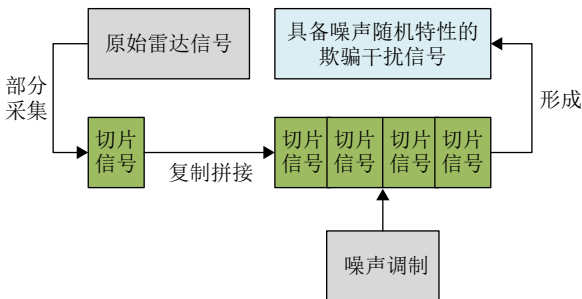 原始雷达信号
具备噪声随机特性的
欺骗干扰信号
部分
采集
形成
切片
信号
复制拼接
切片
信号
切片
信号
切片
信号
切片
信号
噪声调制